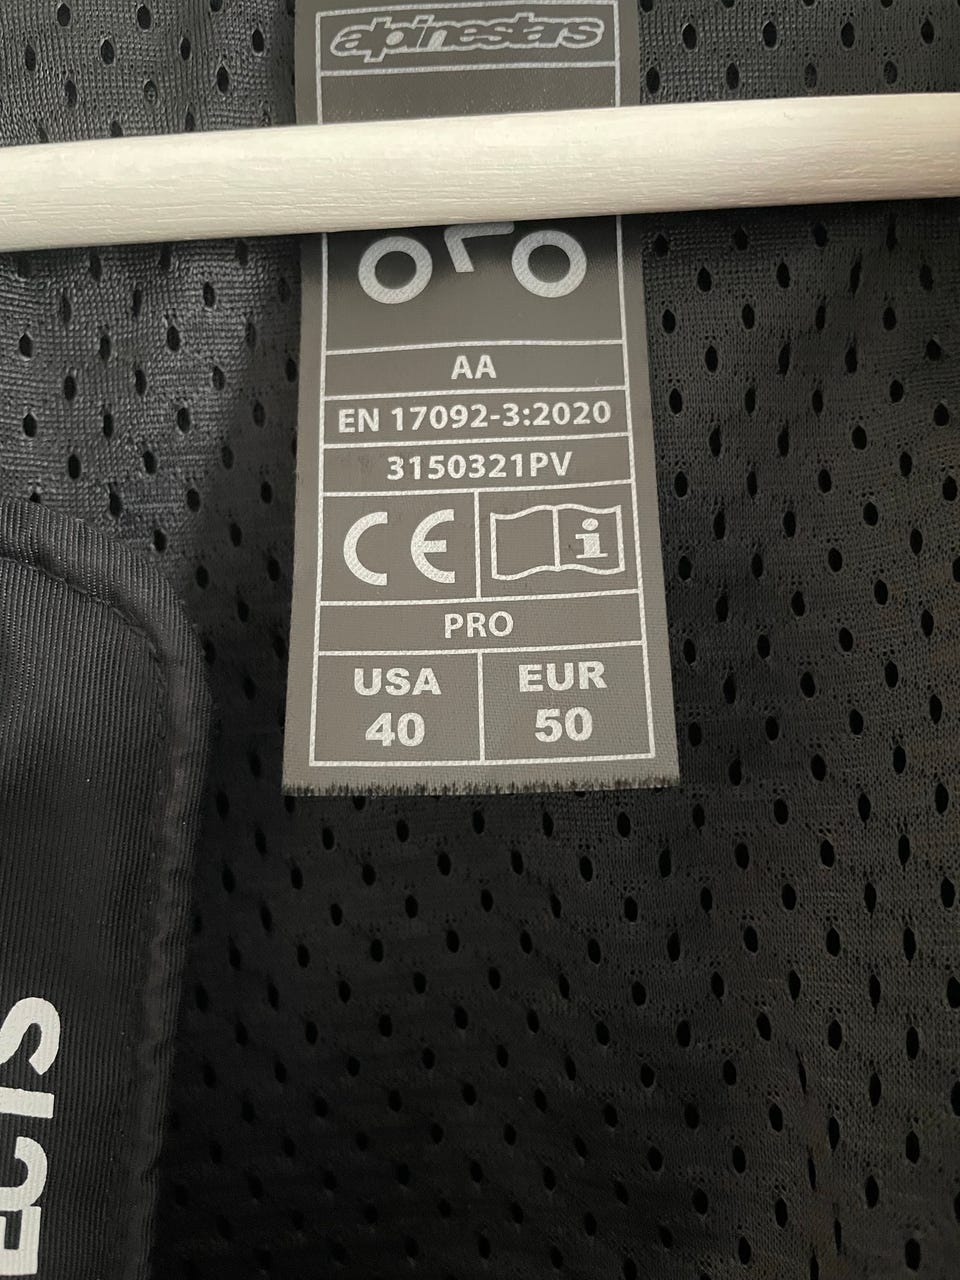 alpinestars
AA
EN 17092-3:2020
3150321PV
CE
i
PRO
USA
40
EUR
50